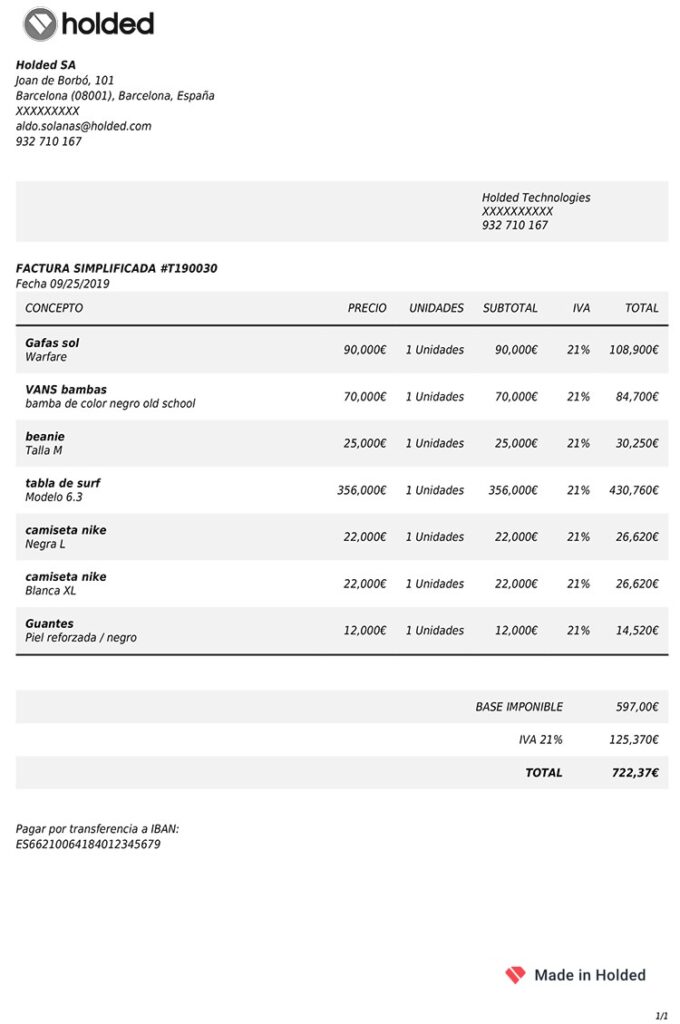 holded
Holded SA
Joan de Borbó, 101
Barcelona (08001), Barcelona, España
XXXXXXXXX
aldo.solanas@holded.com
932 710 167
Holded Technologies
XXXXXXXXXX
932 710 167
FACTURA SIMPLIFICADA #T190030
Fecha 09/25/2019
CONCEPTO PRECIO UNIDADES SUBTOTAL IVA TOTAL
Gafas sol
Warfare 90,000€ 1 Unidades 90,000€ 21% 108,900€
VANS bambas
bamba de color negro old school 70,000€ 1 Unidades 70,000€ 21% 84,700€
beanie
Talla M 25,000€ 1 Unidades 25,000€ 21% 30,250€
tabla de surf
Modelo 6.3 356,000€ 1 Unidades 356,000€ 21% 430,760€
camiseta nike
Negra L 22,000€ 1 Unidades 22,000€ 21% 26,620€
camiseta nike
Blanca XL 22,000€ 1 Unidades 22,000€ 21% 26,620€
Guantes
Piel reforzada / negro 12,000€ 1 Unidades 12,000€ 21% 14,520€
BASE IMPONIBLE 597,00€
IVA 21% 125,370€
TOTAL 722,37€
Pagar por transferencia a IBAN:
ES66210064184012345679
Made in Holded
1/1